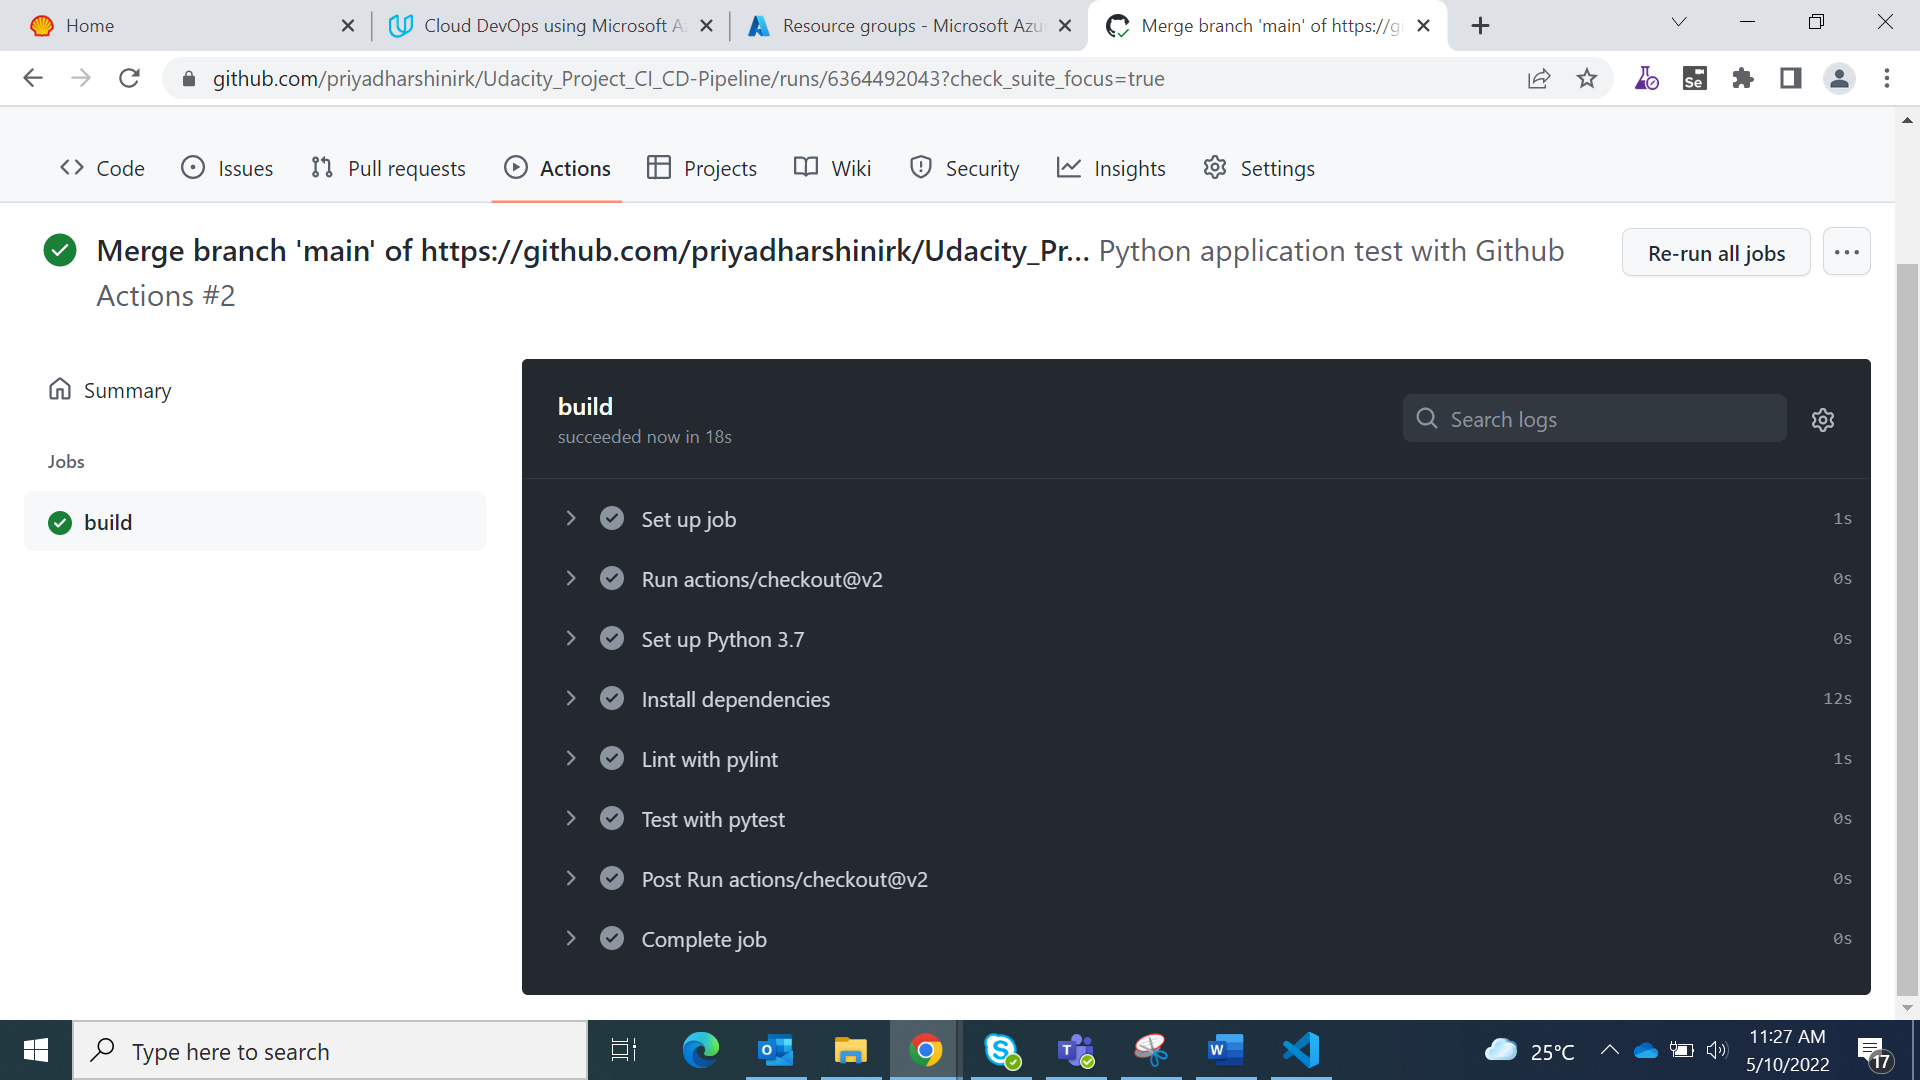 Home
Cloud DevOps using Microsoft A
Resource groups - Microsoft Azu
Merge branch 'main' of https://gi
github.com/priyadharshinirk/Udacity_Project_CI_CD-Pipeline/runs/6364492043?check_suite_focus=true
Se
Code
Issues
Pull requests
Actions
Projects
Wiki
Security
Insights
Settings
Merge branch 'main' of https://github.com/priyadharshinirk/Udacity_Pr... Python application test with Github
Actions #2
Re-run all jobs
Summary
Jobs
build
build
succeeded now in 18s
Search logs
Set up job 1s
Run actions/checkout@v2 0s
Set up Python 3.7 0s
Install dependencies 12s
Lint with pylint 1s
Test with pytest 0s
Post Run actions/checkout@v2 0s
Complete job 0s
Type here to search
25°C
11:27 AM
5/10/2022
17